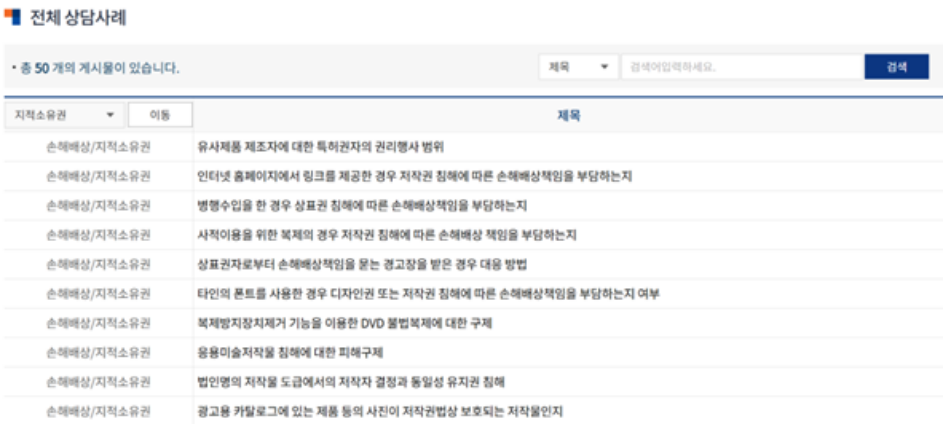 전체 상담사례
• 총 50 개의 게시물이 있습니다.
제목 검색어입력하세요. 검색
지적소유권 이동 제목
손해배상/지적소유권 유사제품 제조자에 대한 특허권자의 권리행사 범위
손해배상/지적소유권 인터넷 홈페이지에서 링크를 제공한 경우 저작권 침해에 따른 손해배상책임을 부담하는지
손해배상/지적소유권 병행수입을 한 경우 상표권 침해에 따른 손해배상책임을 부담하는지
손해배상/지적소유권 사적이용을 위한 복제의 경우 저작권 침해에 따른 손해배상 책임을 부담하는지
손해배상/지적소유권 상표권자로부터 손해배상책임을 묻는 경고장을 받은 경우 대응 방법
손해배상/지적소유권 타인의 폰트를 사용한 경우 디자인권 또는 저작권 침해에 따른 손해배상책임을 부담하는지 여부
손해배상/지적소유권 복제방지장치제거 기능을 이용한 DVD 불법복제에 대한 구제
손해배상/지적소유권 응용미술저작물 침해에 대한 피해구제
손해배상/지적소유권 법인명의 저작물 도급에서의 저작자 결정과 동일성 유지권 침해
손해배상/지적소유권 광고용 카탈로그에 있는 제품 등의 사진이 저작권법상 보호되는 저작물인지